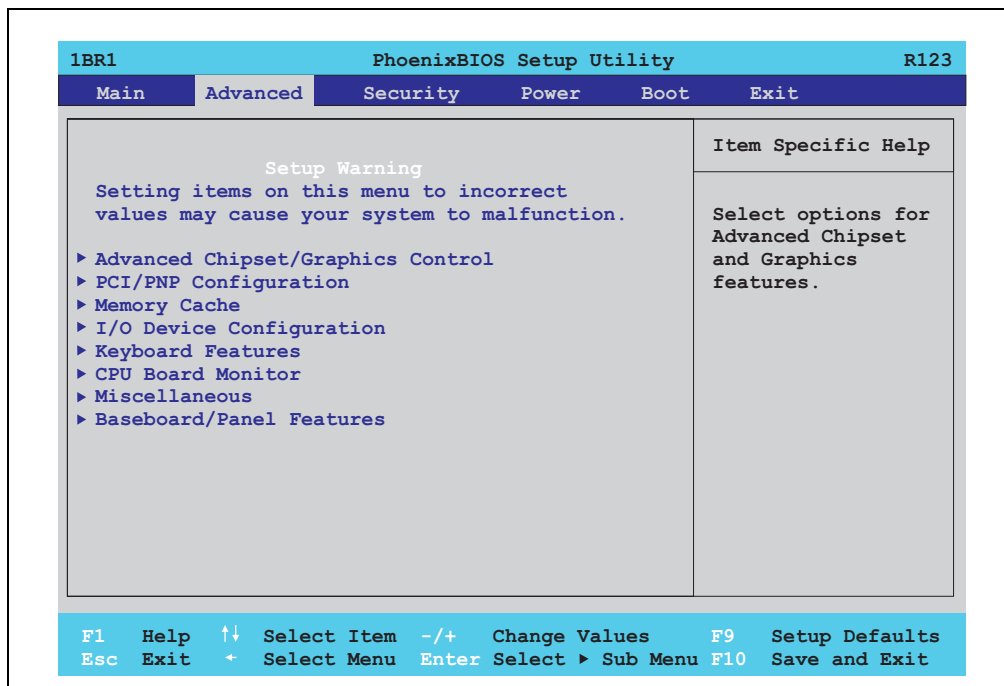 1BR1 PhoenixBIOS Setup Utility R123
Main Advanced Security Power Boot Exit
Setup Warning
Setting items on this menu to incorrect
values may cause your system to malfunction.
▶ Advanced Chipset/Graphics Control
▶ PCI/PNP Configuration
▶ Memory Cache
▶ I/O Device Configuration
▶ Keyboard Features
▶ CPU Board Monitor
▶ Miscellaneous
▶ Baseboard/Panel Features
Item Specific Help
Select options for
Advanced Chipset
and Graphics
features.
F1 Help ↑↓ Select Item -/+ Change Values F9 Setup Defaults
Esc Exit ← Select Menu Enter Select ▶ Sub Menu F10 Save and Exit